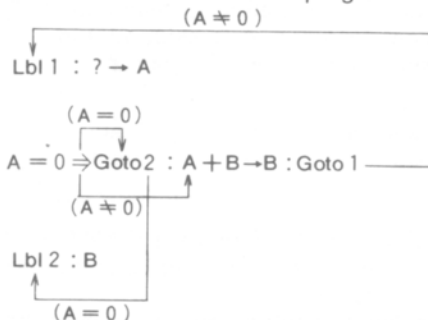 (A ≠ 0)
Lbl 1 : ? → A
(A = 0)
A = 0 ⇒ Goto 2 : A + B → B : Goto 1
(A ≠ 0)
Lbl 2 : B
(A = 0)